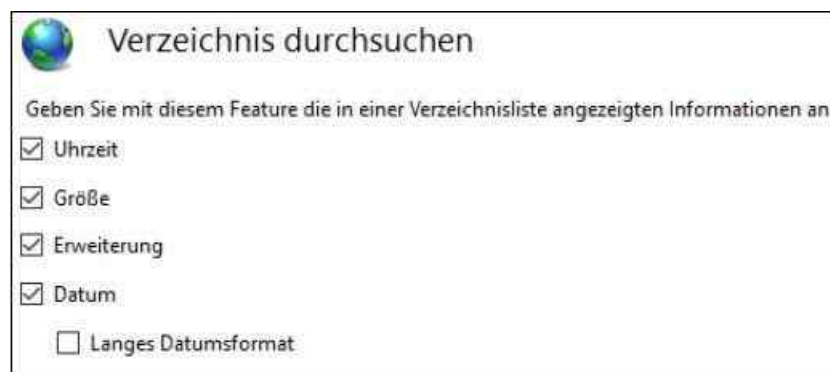 Verzeichnis durchsuchen
Geben Sie mit diesem Feature die in einer Verzeichnisliste angezeigten Informationen an
Uhrzeit
Größe
Erweiterung
Datum
Langes Datumsformat